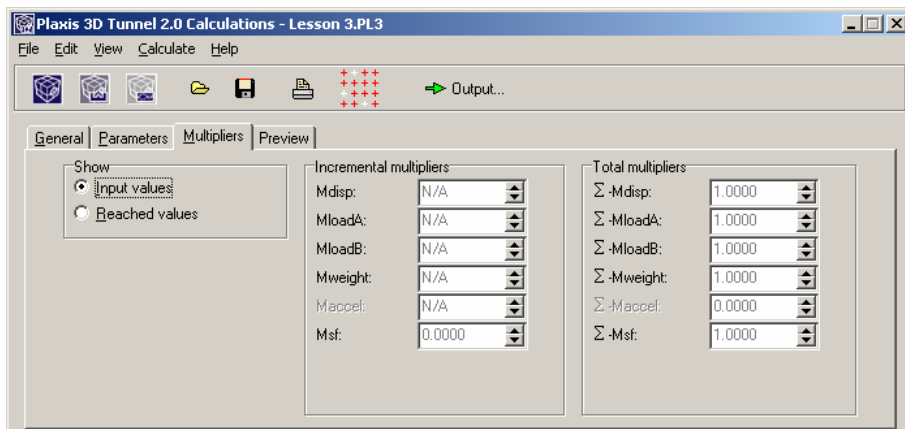 Plaxis 3D Tunnel 2.0 Calculations - Lesson 3.PL3
File Edit View Calculate Help
Output...
General Parameters Multipliers Preview
Show
Input values
Reached values
Incremental multipliers
Mdisp: N/A
MloadA: N/A
MloadB: N/A
Mweight: N/A
Maccel: N/A
Msf: 0.0000
Total multipliers
Σ -Mdisp: 1.0000
Σ -MloadA: 1.0000
Σ -MloadB: 1.0000
Σ -Mweight: 1.0000
Σ -Maccel: 0.0000
Σ -Msf: 1.0000